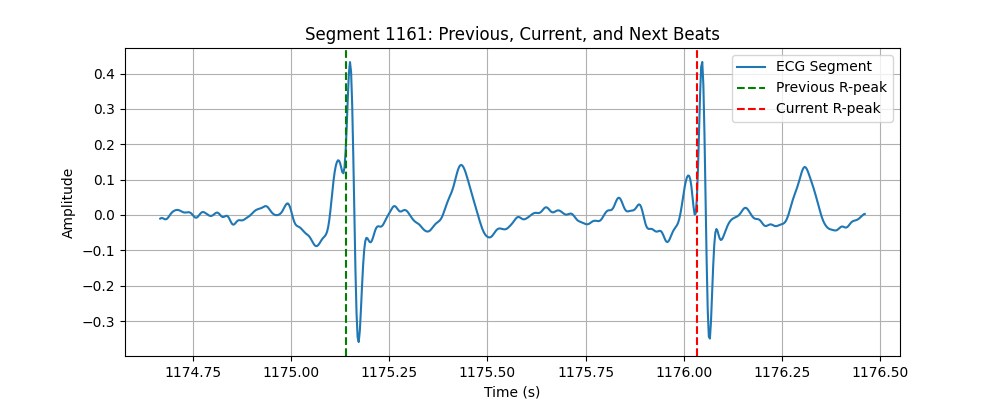 Segment 1161: Previous, Current, and Next Beats
ECG Segment
Previous R-peak
Current R-peak
Amplitude
0.4
0.3
0.2
0.1
0.0
−0.1
−0.2
−0.3
1174.75 1175.00 1175.25 1175.50 1175.75 1176.00 1176.25 1176.50
Time (s)